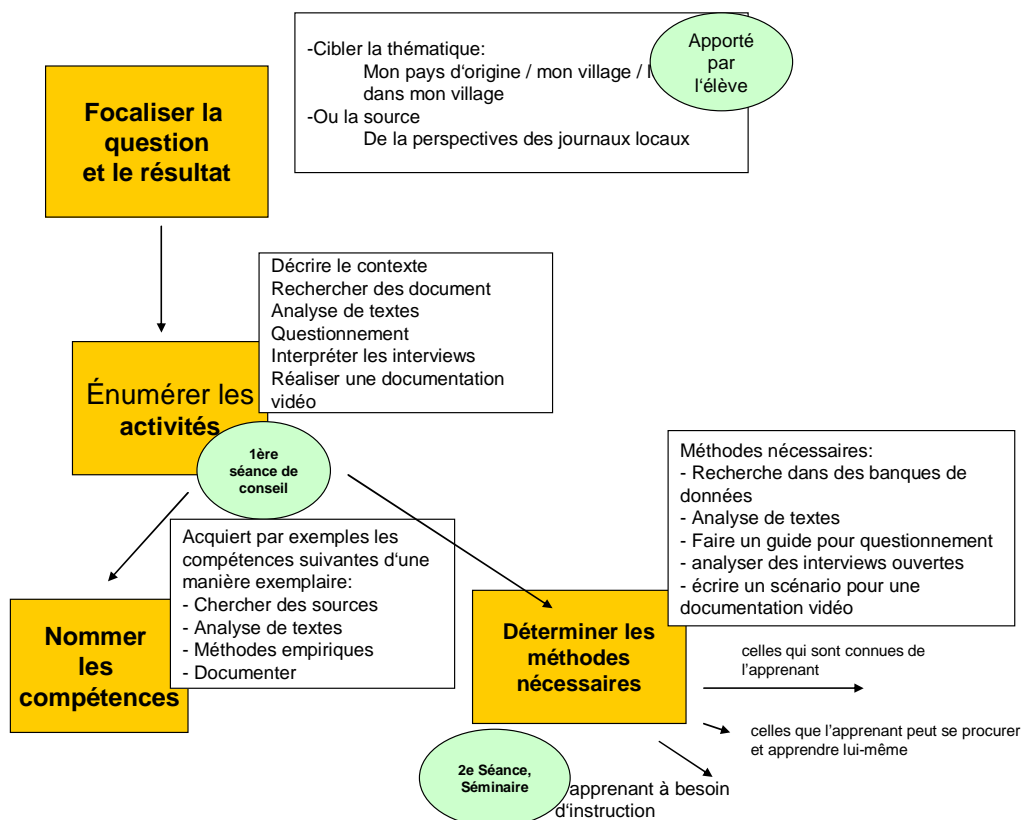 -Cibler la thématique:
Mon pays d'origine / mon village /
dans mon village
-Ou la source
De la perspectives des journaux locaux
Apporté
par
l'élève
Focaliser la
question
et le résultat
Décrire le contexte
Rechercher des document
Analyse de textes
Questionnement
Interpréter les interviews
Réaliser une documentation
vidéo
Énumérer les
activités
1ère
séance de
conseil
Méthodes nécessaires:
- Recherche dans des banques de
données
- Analyse de textes
- Faire un guide pour questionnement
- analyser des interviews ouvertes
- écrire un scénario pour une
documentation vidéo
Acquiert par exemples les
compétences suivantes d'une
manière exemplaire:
- Chercher des sources
- Analyse de textes
- Méthodes empiriques
- Documenter
Nommer
les
compétences
Déterminer les
méthodes
nécessaires
celles qui sont connues de
l'apprenant
celles que l'apprenant peut se procurer
et apprendre lui-même
2e Séance,
Séminaire
apprenant à besoin
d'instruction